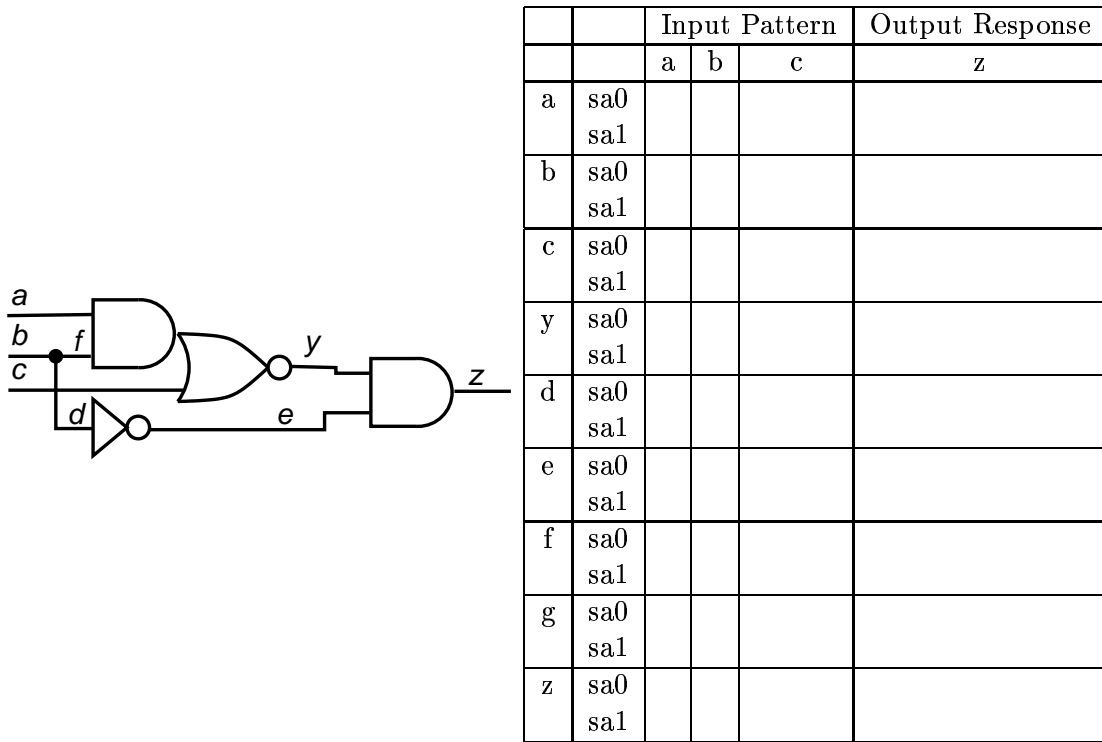 a
b f
c
d
e
y
z
Input Pattern Output Response
a b c z
a sa0
sa1
b sa0
sa1
c sa0
sa1
y sa0
sa1
d sa0
sa1
e sa0
sa1
f sa0
sa1
g sa0
sa1
z sa0
sa1